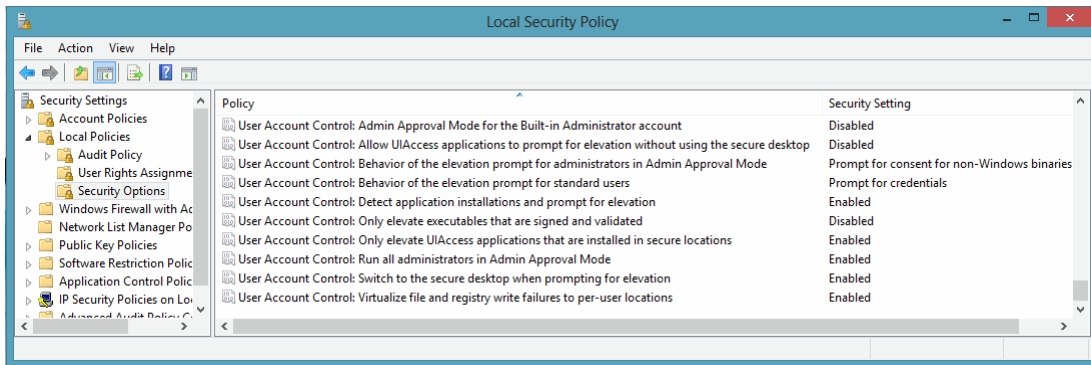 Local Security Policy
File Action View Help
Security Settings
Account Policies
Local Policies
Audit Policy
User Rights Assignme
Security Options
Windows Firewall with Ac
Network List Manager Po
Public Key Policies
Software Restriction Polic
Application Control Polic
IP Security Policies on Lo
Advanced Audit Policy C
Policy Security Setting
User Account Control: Admin Approval Mode for the Built-in Administrator account Disabled
User Account Control: Allow UIAccess applications to prompt for elevation without using the secure desktop Disabled
User Account Control: Behavior of the elevation prompt for administrators in Admin Approval Mode Prompt for consent for non-Windows binaries
User Account Control: Behavior of the elevation prompt for standard users Prompt for credentials
User Account Control: Detect application installations and prompt for elevation Enabled
User Account Control: Only elevate executables that are signed and validated Disabled
User Account Control: Only elevate UIAccess applications that are installed in secure locations Enabled
User Account Control: Run all administrators in Admin Approval Mode Enabled
User Account Control: Switch to the secure desktop when prompting for elevation Enabled
User Account Control: Virtualize file and registry write failures to per-user locations Enabled